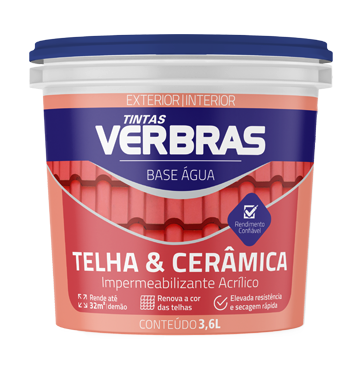 EXTERIOR|INTERIOR
TINTAS
VERBRAS
BASE ÁGUA
Rendimento
Confiável
TELHA & CERÂMICA
Impermeabilizante Acrílico
Rende até
32m²/demão
Renova a cor
das telhas
Elevada resistência
e secagem rápida
CONTEÚDO 3,6L